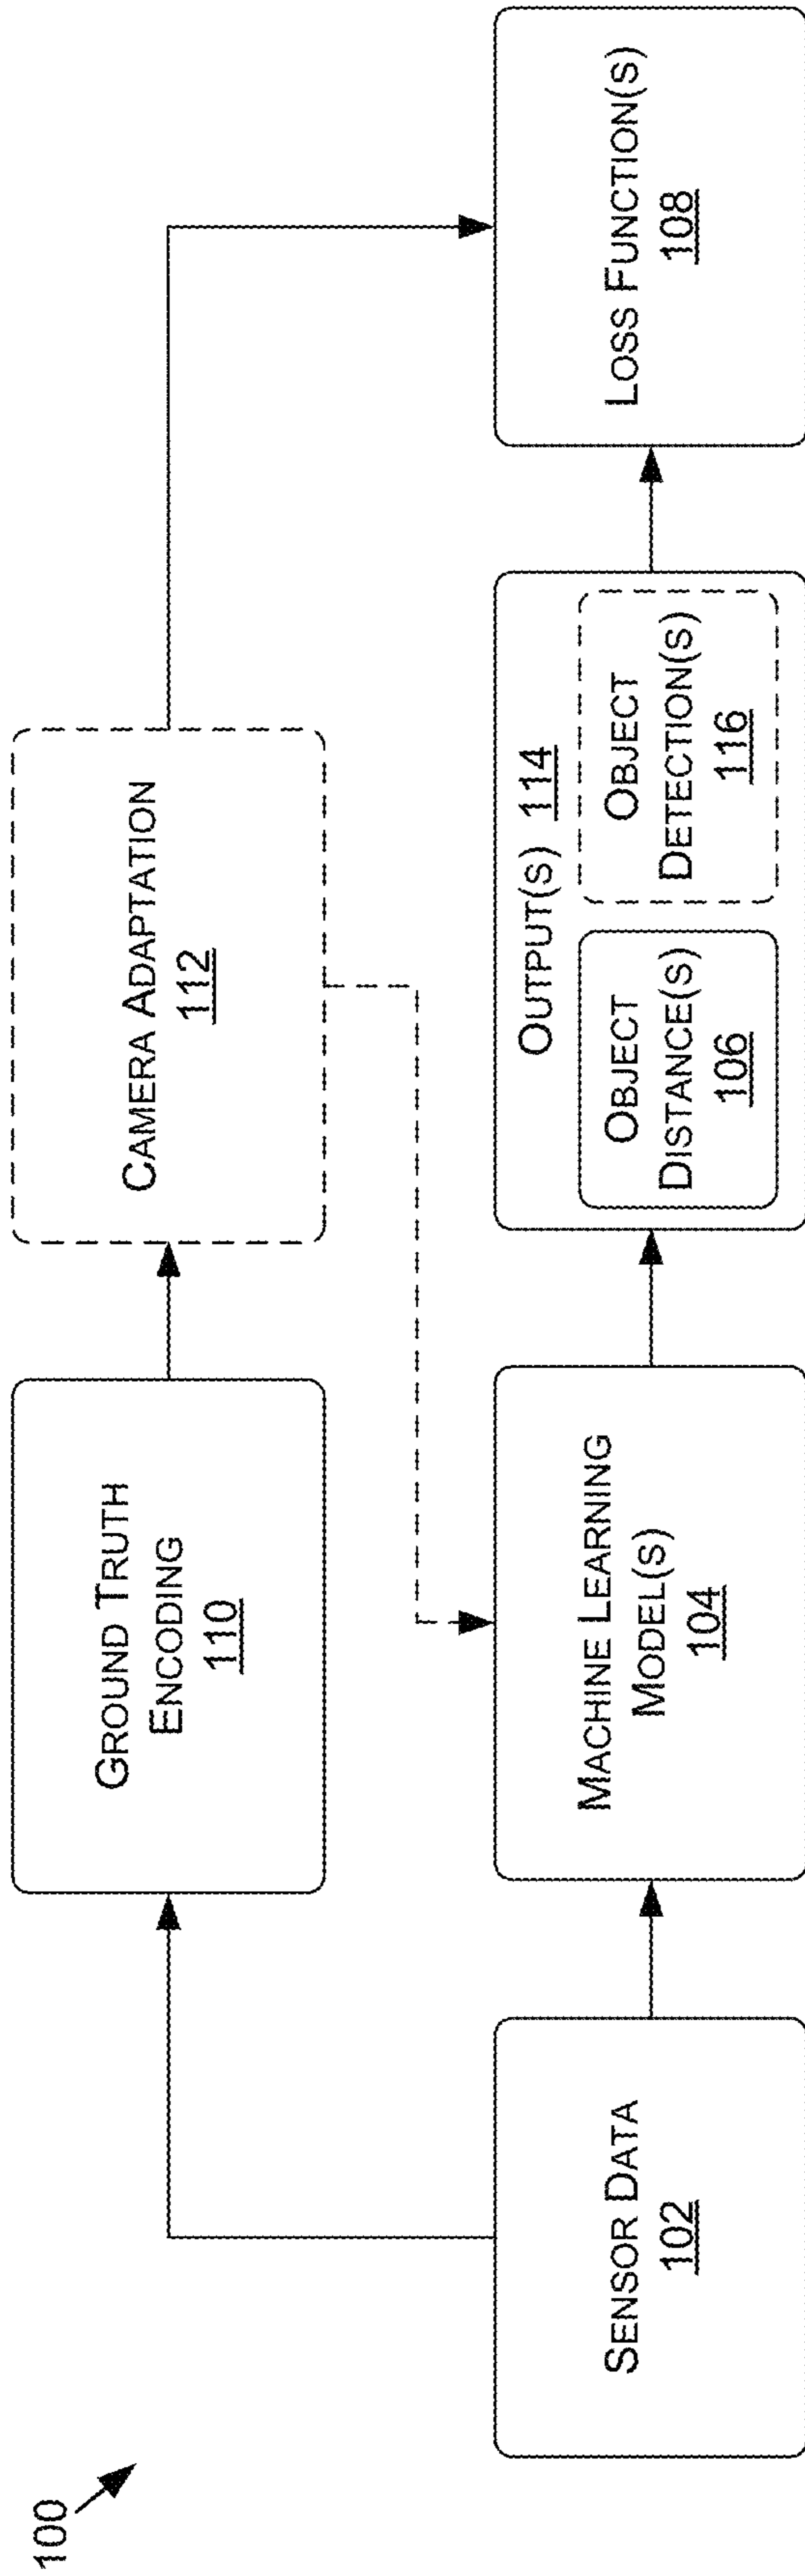 100
GROUND TRUTH
ENCODING
110
CAMERA ADAPTATION
112
SENSOR DATA
102
MACHINE LEARNING
MODEL(S)
104
OUTPUT(S) 114
OBJECT
DISTANCE(S)
106
OBJECT
DETECTION(S)
116
LOSS FUNCTION(S)
108